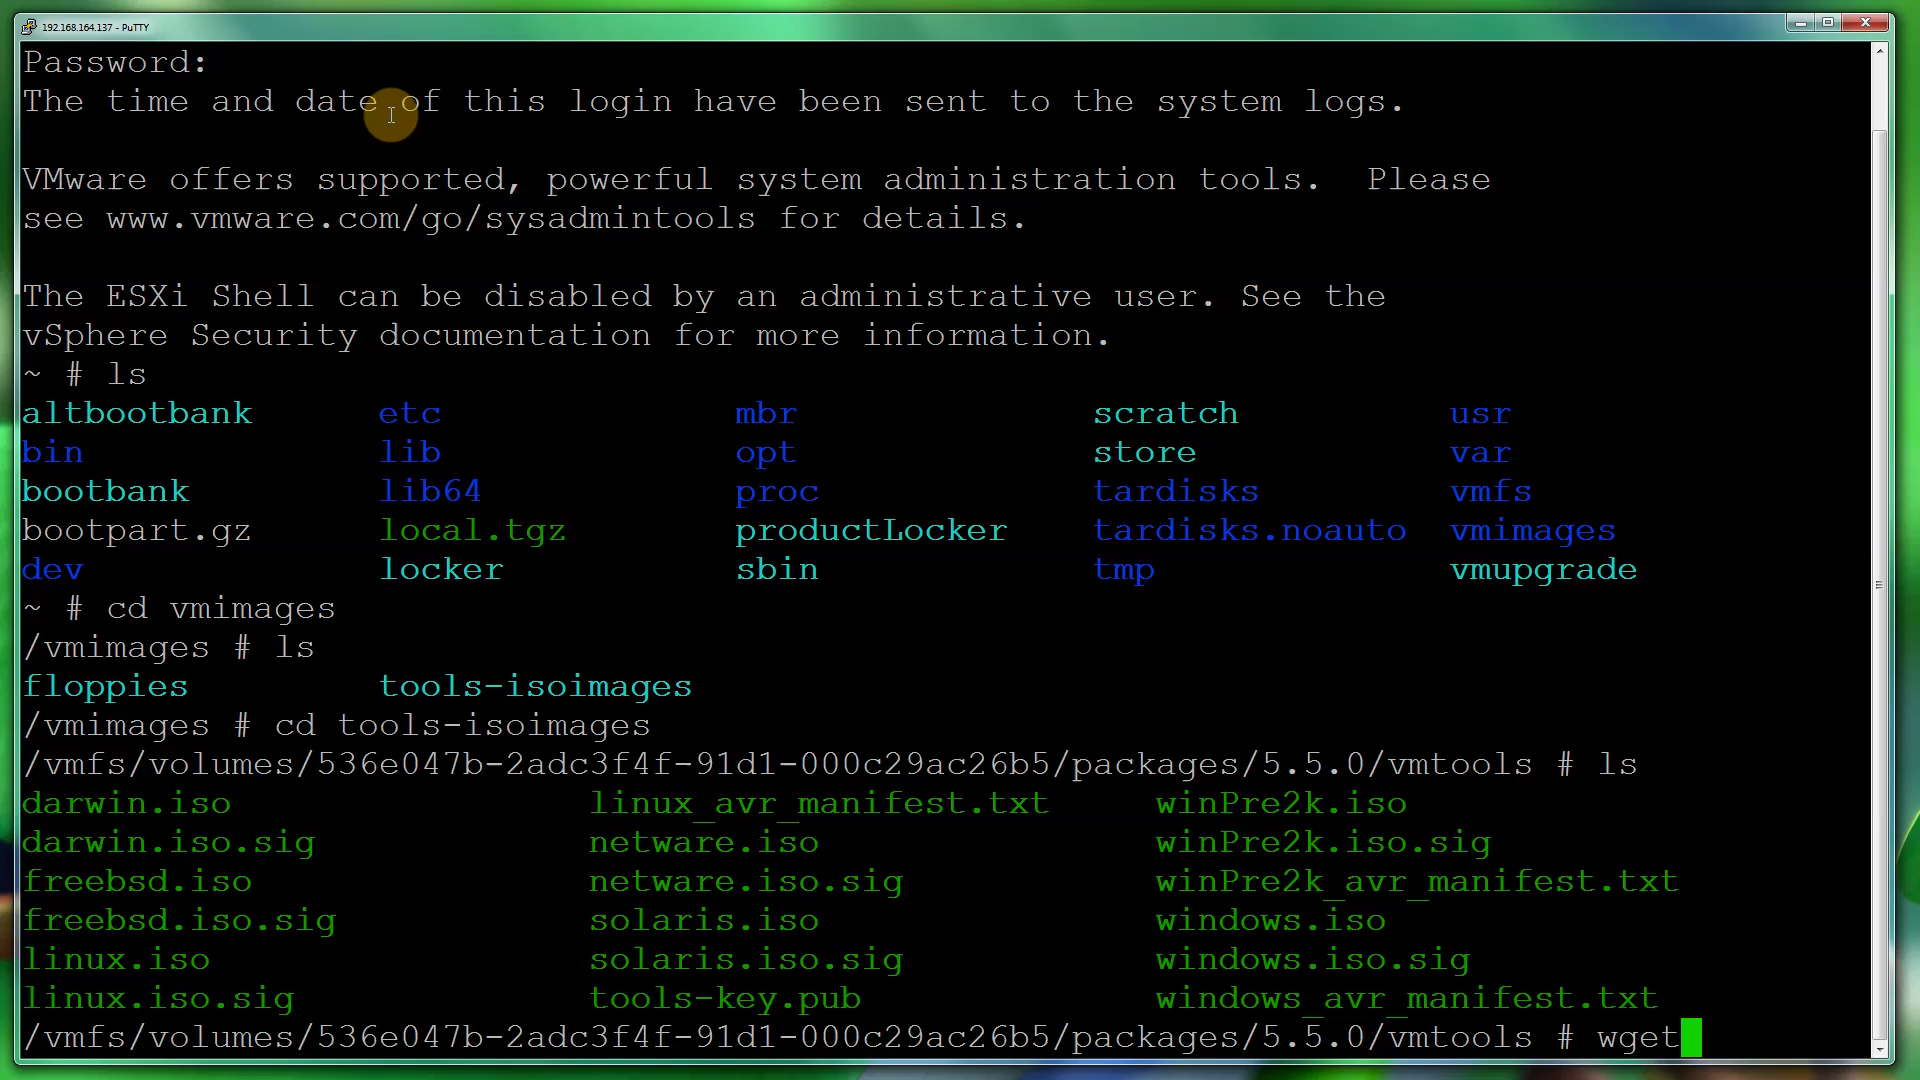 192.168.164.137 - PuTTY
Password:
The time and date of this login have been sent to the system logs.
VMware offers supported, powerful system administration tools.  Please
see www.vmware.com/go/sysadmintools for details.
The ESXi Shell can be disabled by an administrative user. See the
vSphere Security documentation for more information.
~ # ls
altbootbank      etc              mbr              scratch          usr
bin              lib              opt              store            var
bootbank         lib64            proc             tardisks         vmfs
bootpart.gz      local.tgz        productLocker    tardisks.noauto  vmimages
dev              locker           sbin             tmp              vmupgrade
~ # cd vmimages
/vmimages # ls
floppies         tools-isoimages
/vmimages # cd tools-isoimages
/vmfs/volumes/536e047b-2adc3f4f-91d1-000c29ac26b5/packages/5.5.0/vmtools # ls
darwin.iso                 linux_avr_manifest.txt     winPre2k.iso
darwin.iso.sig             netware.iso                winPre2k.iso.sig
freebsd.iso                netware.iso.sig            winPre2k_avr_manifest.txt
freebsd.iso.sig            solaris.iso                windows.iso
linux.iso                  solaris.iso.sig            windows.iso.sig
linux.iso.sig              tools-key.pub              windows_avr_manifest.txt
/vmfs/volumes/536e047b-2adc3f4f-91d1-000c29ac26b5/packages/5.5.0/vmtools # wget